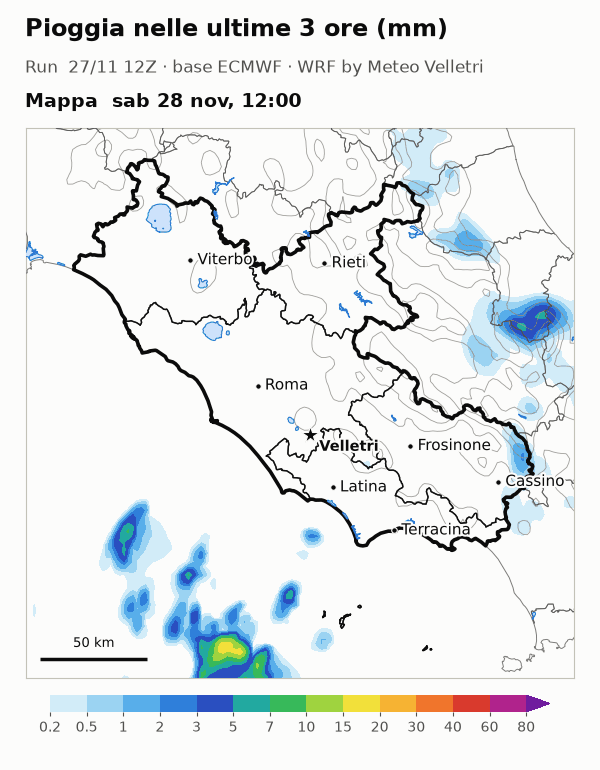 Pioggia nelle ultime 3 ore (mm)
Run  27/11 12Z · base ECMWF · WRF by Meteo Velletri
Mappa  sab 28 nov, 12:00
Viterbo
Rieti
Roma
Velletri
Frosinone
Cassino
Latina
Terracina
50 km
0.2 0.5 1 2 3 5 7 10 15 20 30 40 60 80